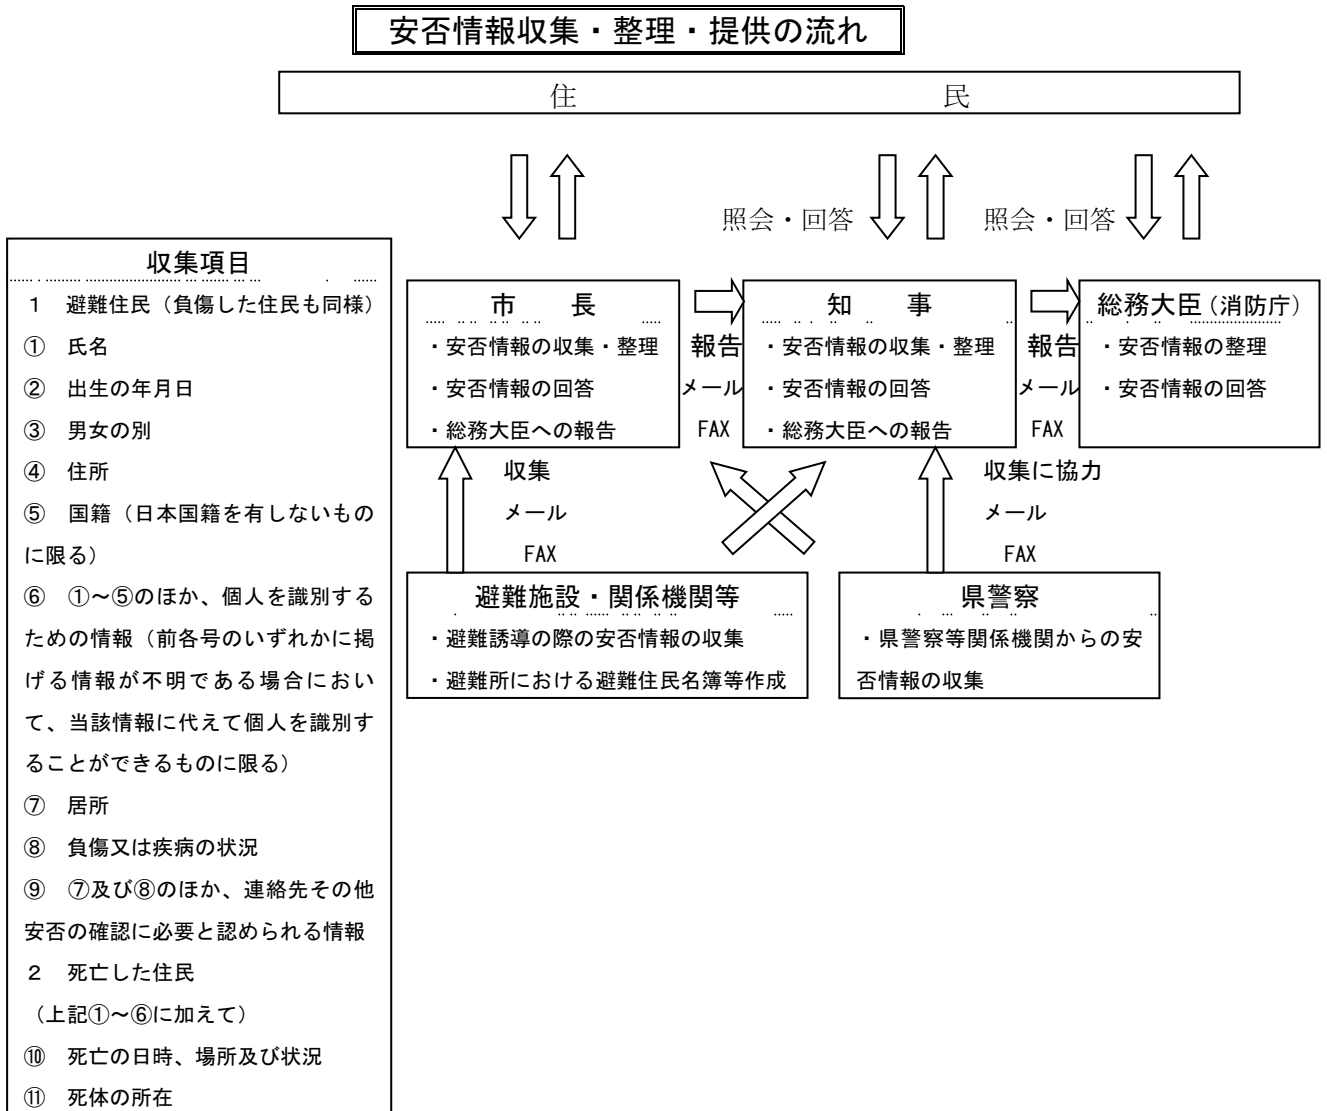 安否情報収集・整理・提供の流れ
住　民
照会・回答
照会・回答
収集項目
１　避難住民（負傷した住民も同様）
①　氏名
②　出生の年月日
③　男女の別
④　住所
⑤　国籍（日本国籍を有しないもの
に限る）
⑥　①～⑤のほか、個人を識別する
ための情報（前各号のいずれかに掲
げる情報が不明である場合におい
て、当該情報に代えて個人を識別す
ることができるものに限る）
⑦　居所
⑧　負傷又は疾病の状況
⑨　⑦及び⑧のほか、連絡先その他
安否の確認に必要と認められる情報
２　死亡した住民
（上記①～⑥に加えて）
⑩　死亡の日時、場所及び状況
⑪　死体の所在
市　長
・安否情報の収集・整理
・安否情報の回答
・総務大臣への報告
報告
メール
FAX
知　事
・安否情報の収集・整理
・安否情報の回答
・総務大臣への報告
報告
メール
FAX
総務大臣（消防庁）
・安否情報の整理
・安否情報の回答
収集
メール
FAX
収集に協力
メール
FAX
避難施設・関係機関等
・避難誘導の際の安否情報の収集
・避難所における避難住民名簿等作成
県警察
・県警察等関係機関からの安
否情報の収集